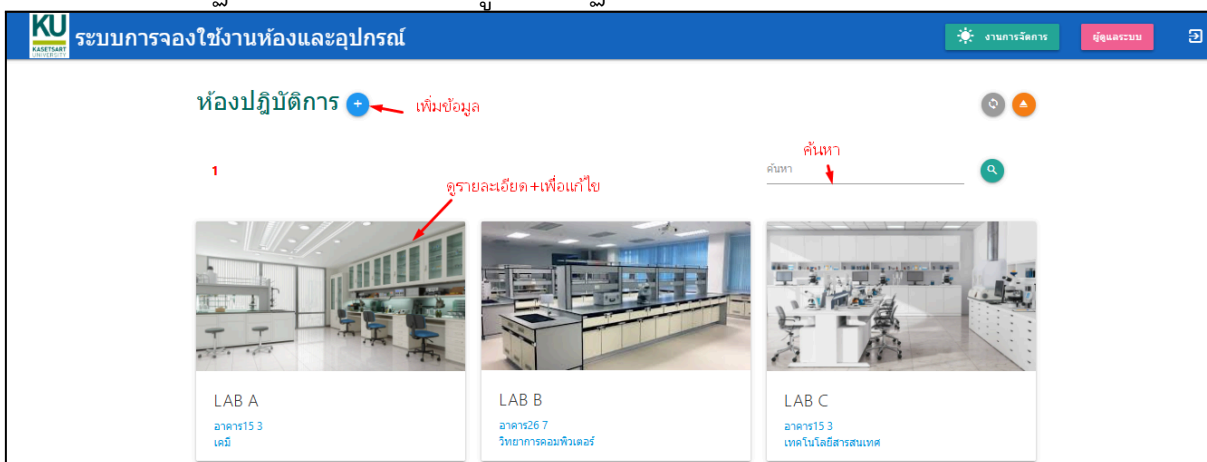 KU
KASETSART
UNIVERSITY
ระบบการจองใช้งานห้องและอุปกรณ์
งานการจัดการ
ผู้ดูแลระบบ
ห้องปฎิบัติการ
+
เพิ่มข้อมูล
1
ค้นหา
ค้นหา
ดูรายละเอียด+เพื่อแก้ไข
LAB A
อาคาร15 3
เคมี
LAB B
อาคาร26 7
วิทยาการคอมพิวเตอร์
LAB C
อาคาร15 3
เทคโนโลยีสารสนเทศ